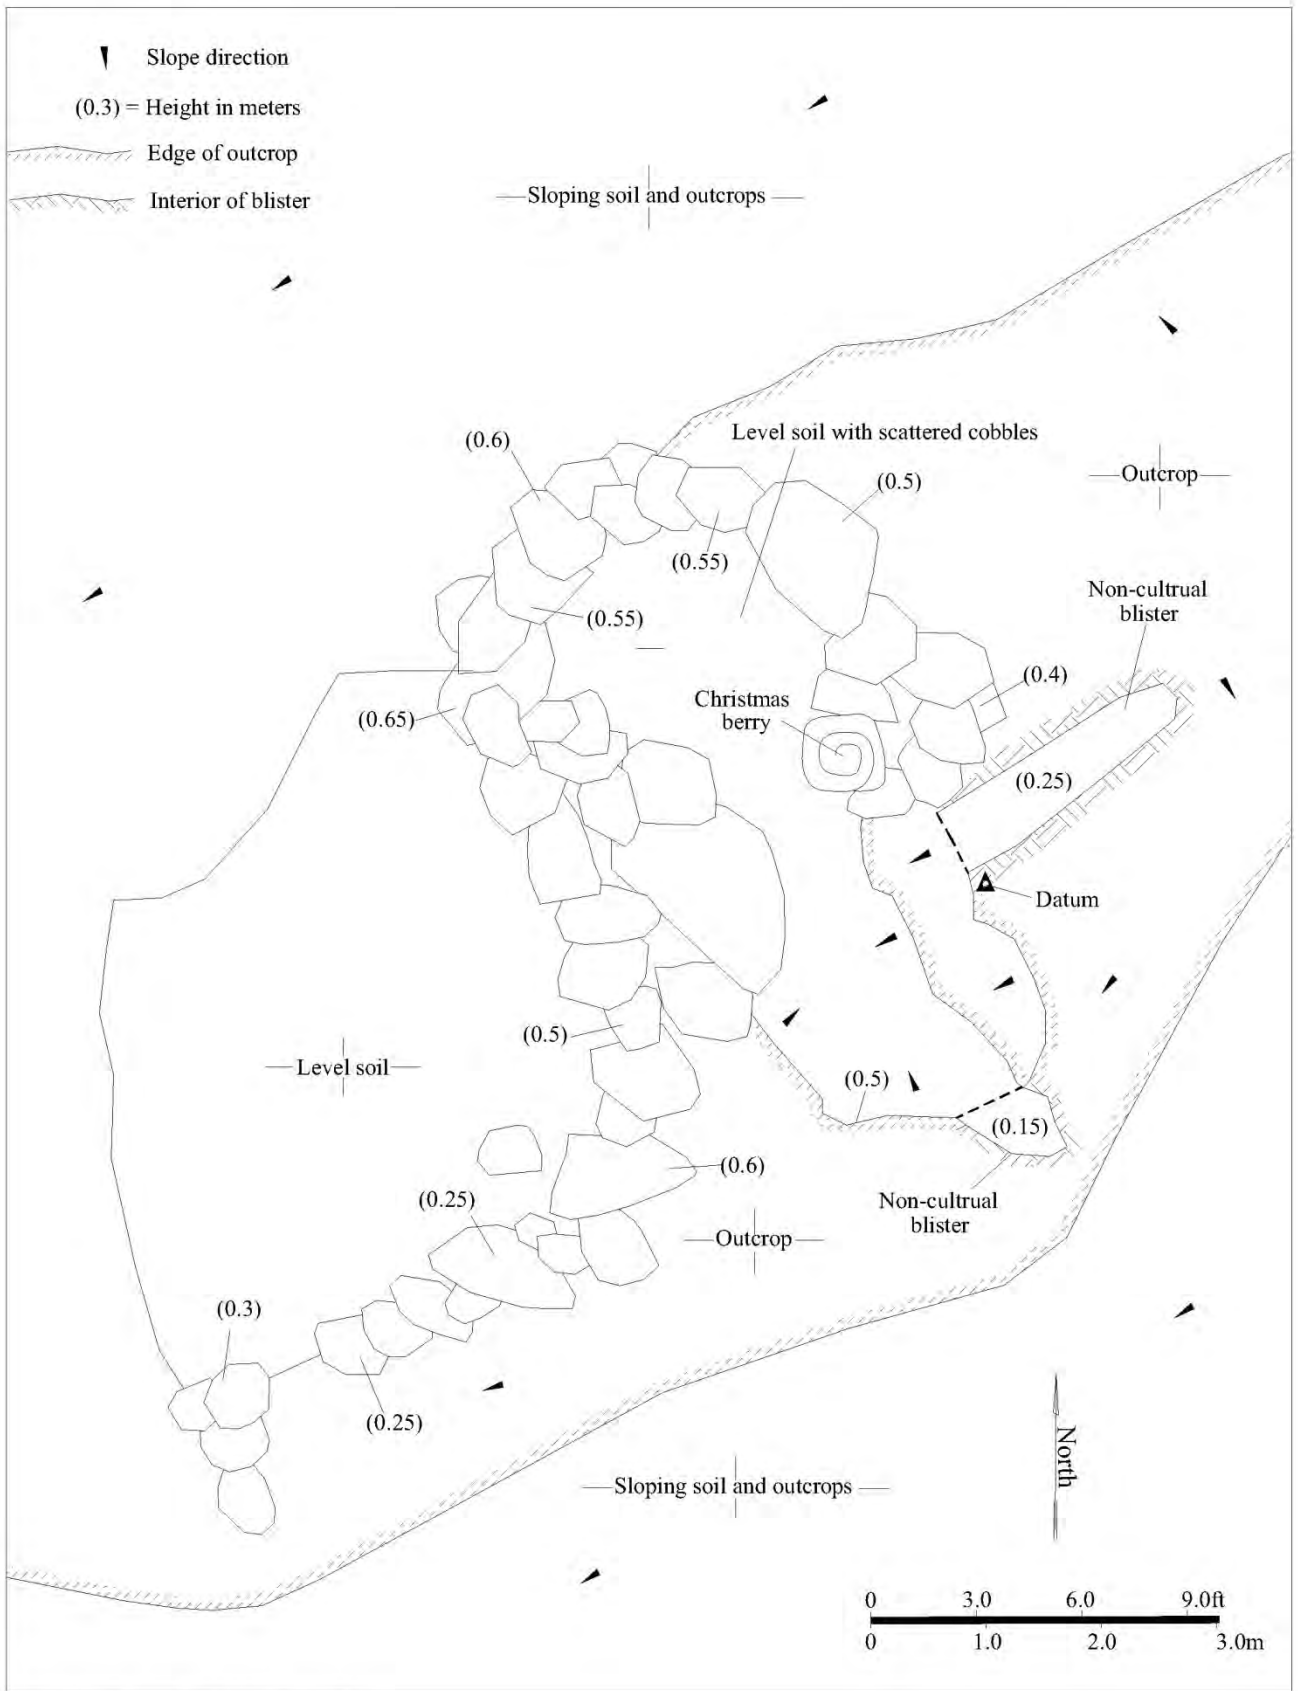 Slope direction
(0.3) = Height in meters
Edge of outcrop
Interior of blister
Sloping soil and outcrops
(0.6)
Level soil with scattered cobbles
(0.5)
Outcrop
(0.55)
Non-cultrual
blister
(0.55)
(0.4)
Christmas
berry
(0.65)
(0.25)
Datum
(0.5)
Level soil
(0.5)
(0.15)
(0.6)
(0.25)
Non-cultrual
blister
Outcrop
(0.3)
(0.25)
North
Sloping soil and outcrops
0 3.0 6.0 9.0ft
0 1.0 2.0 3.0m